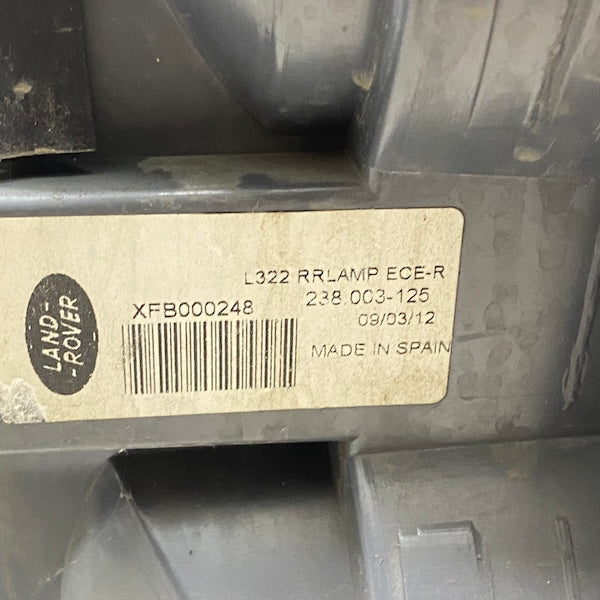 LAND-
-ROVER
L322 RRLAMP ECE-R
XFB000248
238.003-125
09/03/12
MADE IN SPAIN